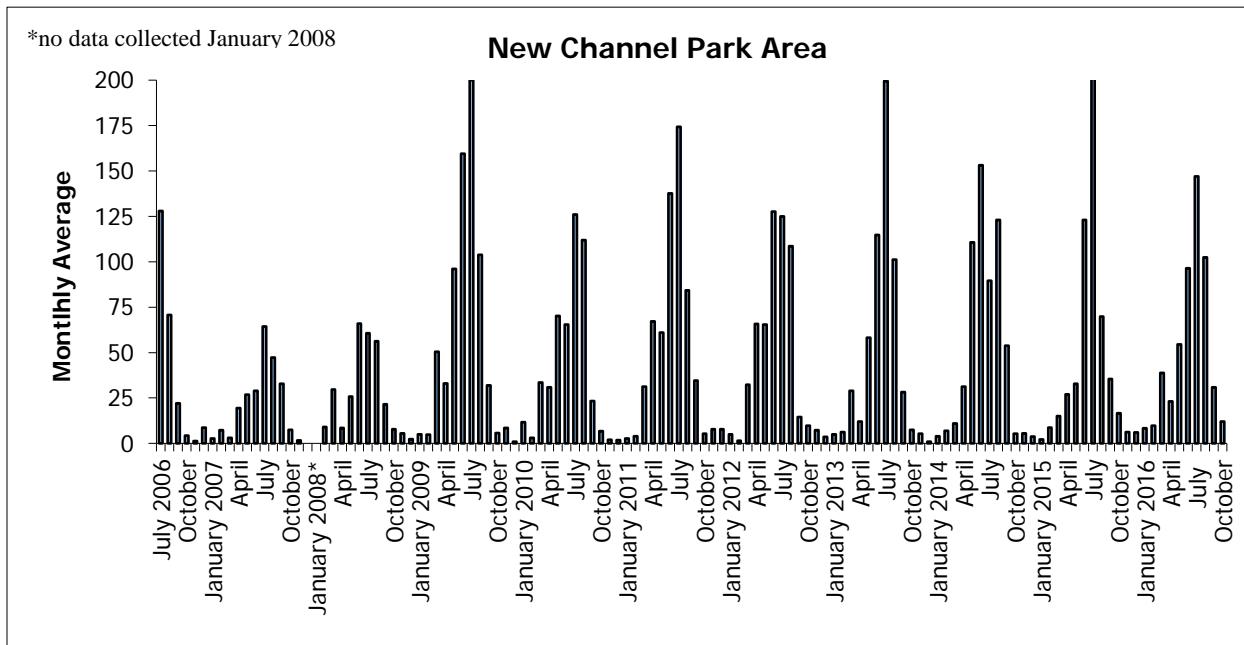 *no data collected January 2008
New Channel Park Area
Montlhly Average
200
175
150
125
100
75
50
25
0
July 2006
October
January 2007
April
July
October
January 2008*
April
July
October
January 2009
April
July
October
January 2010
April
July
October
January 2011
April
July
October
January 2012
April
July
October
January 2013
April
July
October
January 2014
April
July
October
January 2015
April
July
October
January 2016
April
July
October